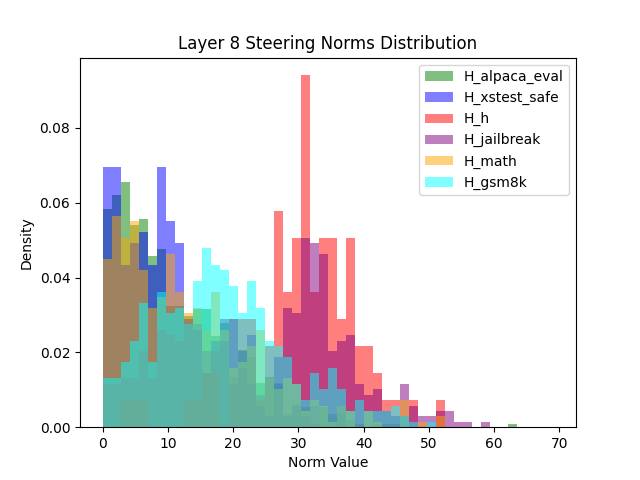 Layer 8 Steering Norms Distribution
H_alpaca_eval
H_xstest_safe
H_h
H_jailbreak
H_math
H_gsm8k
Density
0.08
0.06
0.04
0.02
0.00
0 10 20 30 40 50 60 70
Norm Value